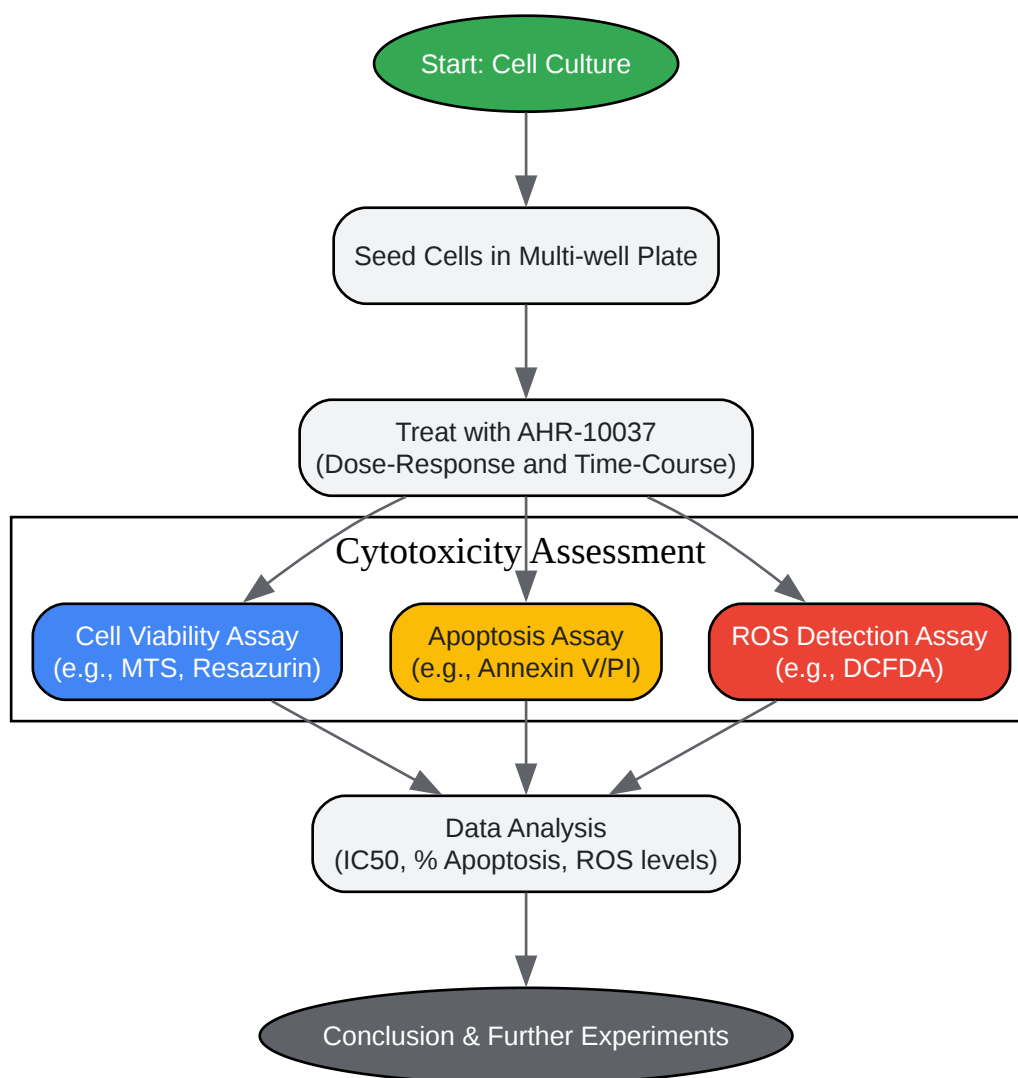 Start: Cell Culture
Seed Cells in Multi-well Plate
Treat with AHR-10037
(Dose-Response and Time-Course)
Cytotoxicity Assessment
Cell Viability Assay
(e.g., MTS, Resazurin)
Apoptosis Assay
(e.g., Annexin V/PI)
ROS Detection Assay
(e.g., DCFDA)
Data Analysis
(IC50, % Apoptosis, ROS levels)
Conclusion & Further Experiments